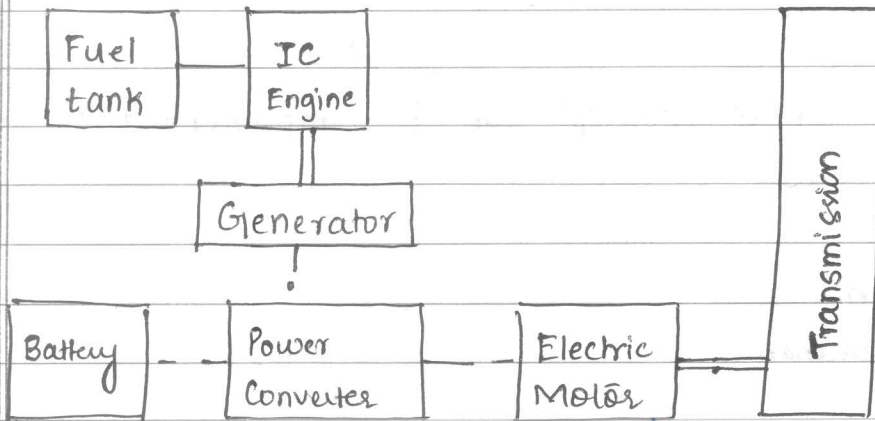 Fuel
tank
IC
Engine
Generator
Battery
Power
Converter
Electric
Motor
Transmission